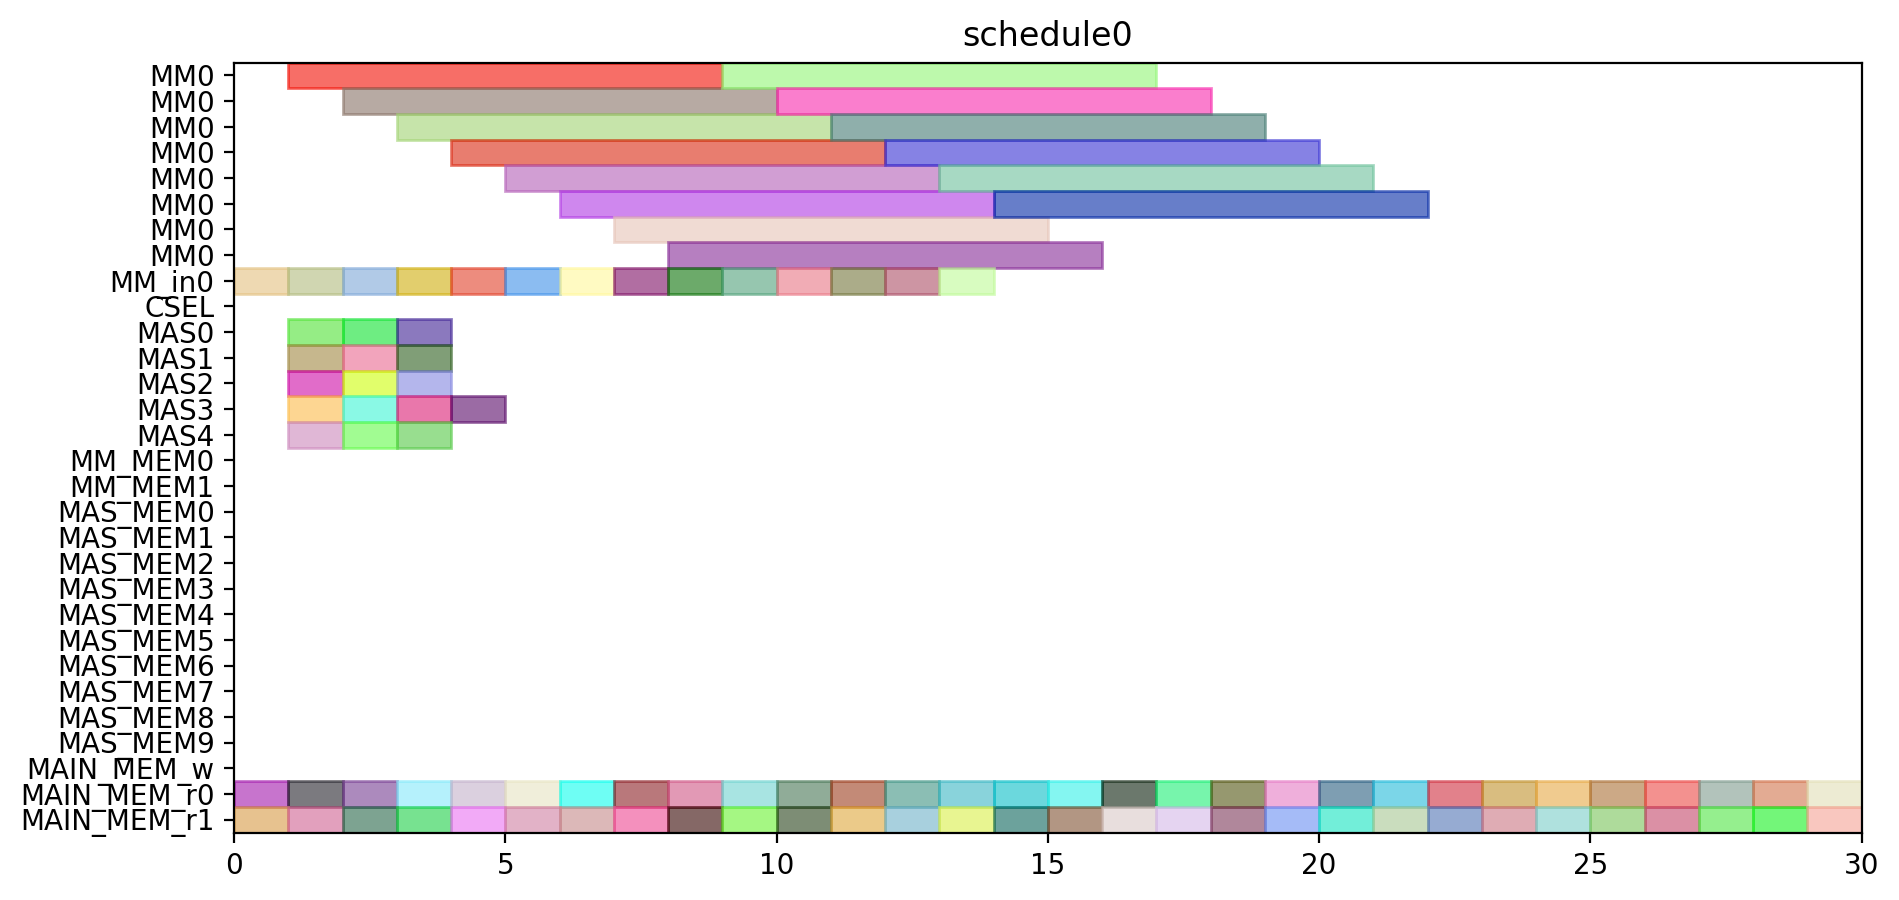 schedule0
MM0
MM0
MM0
MM0
MM0
MM0
MM0
MM0
MM_in0
CSEL
MAS0
MAS1
MAS2
MAS3
MAS4
MM_MEM0
MM_MEM1
MAS_MEM0
MAS_MEM1
MAS_MEM2
MAS_MEM3
MAS_MEM4
MAS_MEM5
MAS_MEM6
MAS_MEM7
MAS_MEM8
MAS_MEM9
MAIN_MEM_w
MAIN_MEM_r0
MAIN_MEM_r1
0 5 10 15 20 25 30